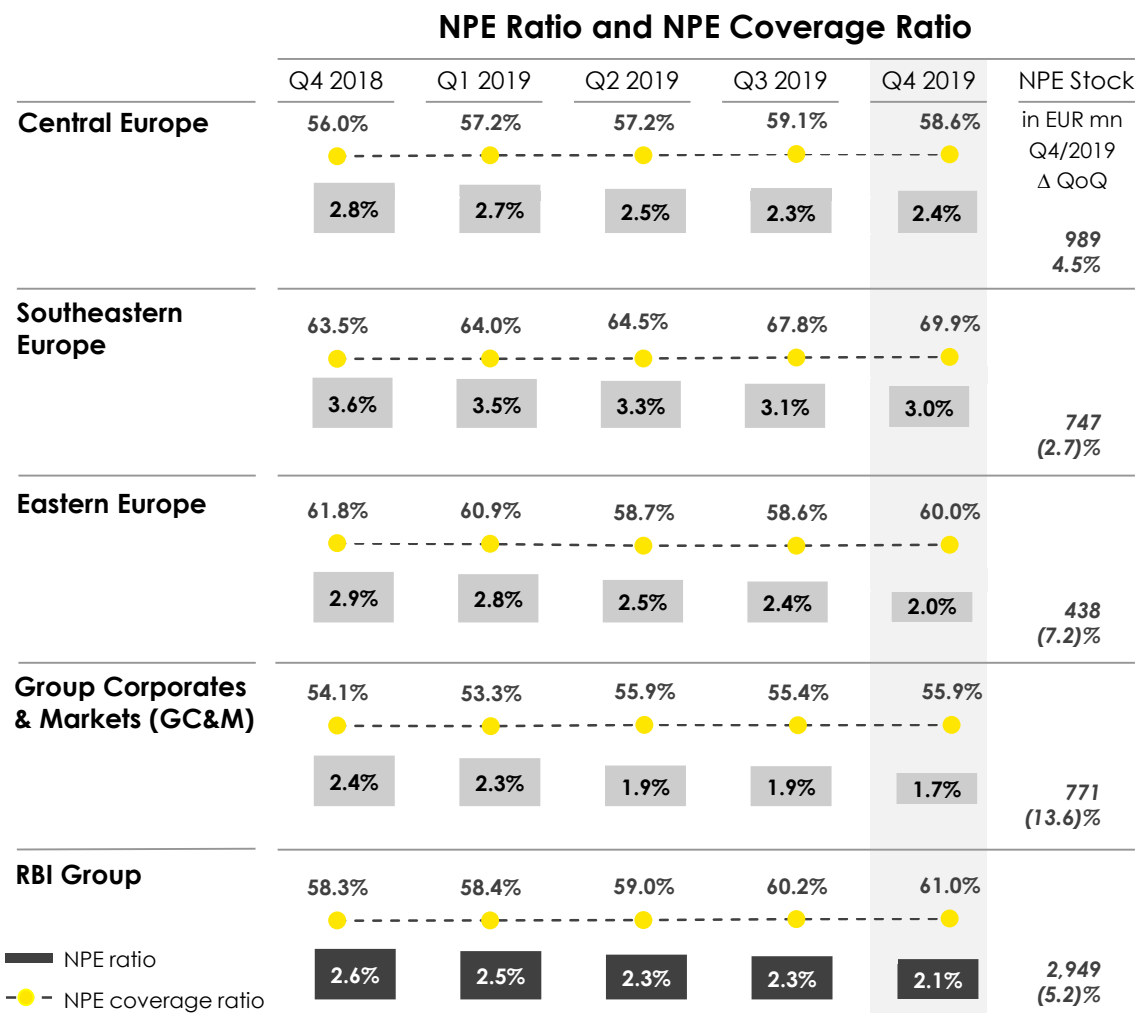 NPE Ratio and NPE Coverage Ratio
Q4 2018 Q1 2019 Q2 2019 Q3 2019 Q4 2019 NPE Stock
in EUR mn
Q4/2019
Δ QoQ
Central Europe
56.0% 57.2% 57.2% 59.1% 58.6%
2.8% 2.7% 2.5% 2.3% 2.4%
989
4.5%
Southeastern
Europe
63.5% 64.0% 64.5% 67.8% 69.9%
3.6% 3.5% 3.3% 3.1% 3.0%
747
(2.7)%
Eastern Europe
61.8% 60.9% 58.7% 58.6% 60.0%
2.9% 2.8% 2.5% 2.4% 2.0%
438
(7.2)%
Group Corporates
& Markets (GC&M)
54.1% 53.3% 55.9% 55.4% 55.9%
2.4% 2.3% 1.9% 1.9% 1.7%
771
(13.6)%
RBI Group
58.3% 58.4% 59.0% 60.2% 61.0%
2.6% 2.5% 2.3% 2.3% 2.1%
2,949
(5.2)%
NPE ratio
NPE coverage ratio